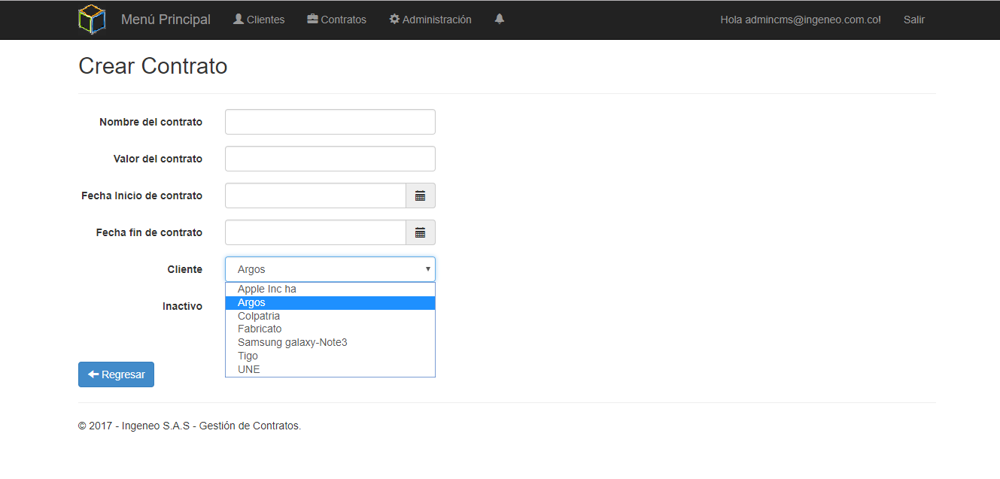 Menú Principal Clientes Contratos Administración Hola admincms@ingeneo.com.co! Salir
Crear Contrato
Nombre del contrato
Valor del contrato
Fecha Inicio de contrato
Fecha fin de contrato
Cliente Argos
Apple Inc ha
Inactivo Argos
Colpatria
Fabricato
Samsung galaxy-Note3
Tigo
UNE
Regresar
© 2017 - Ingeneo S.A.S - Gestión de Contratos.